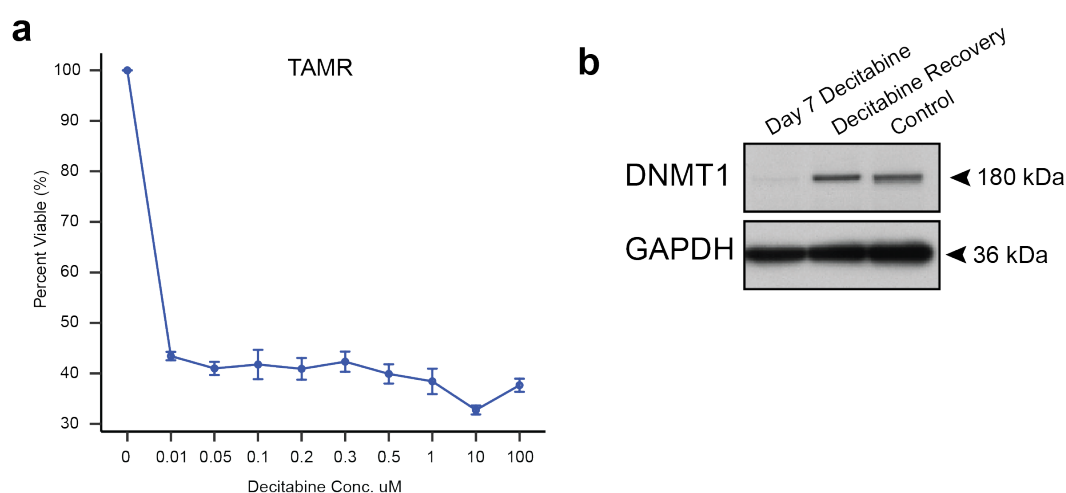 a
TAMR
100
90
80
70
60
50
40
30
Percent Viable (%)
0 0.01 0.05 0.1 0.2 0.3 0.5 1 10 100
Decitabine Conc. uM
b
Day 7 Decitabine
Decitabine Recovery
Control
DNMT1 180 kDa
GAPDH 36 kDa